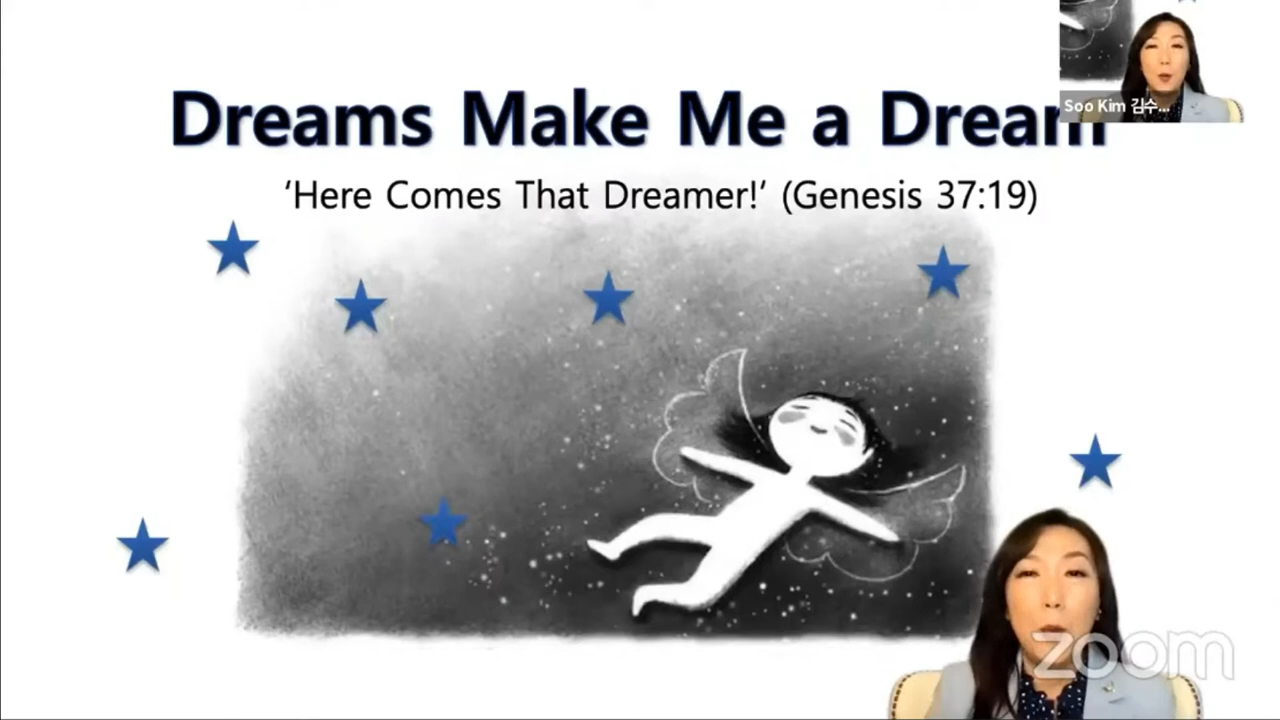 Dreams Make Me a Dream
'Here Comes That Dreamer!' (Genesis 37:19)
Soo Kim 김수...
zoom